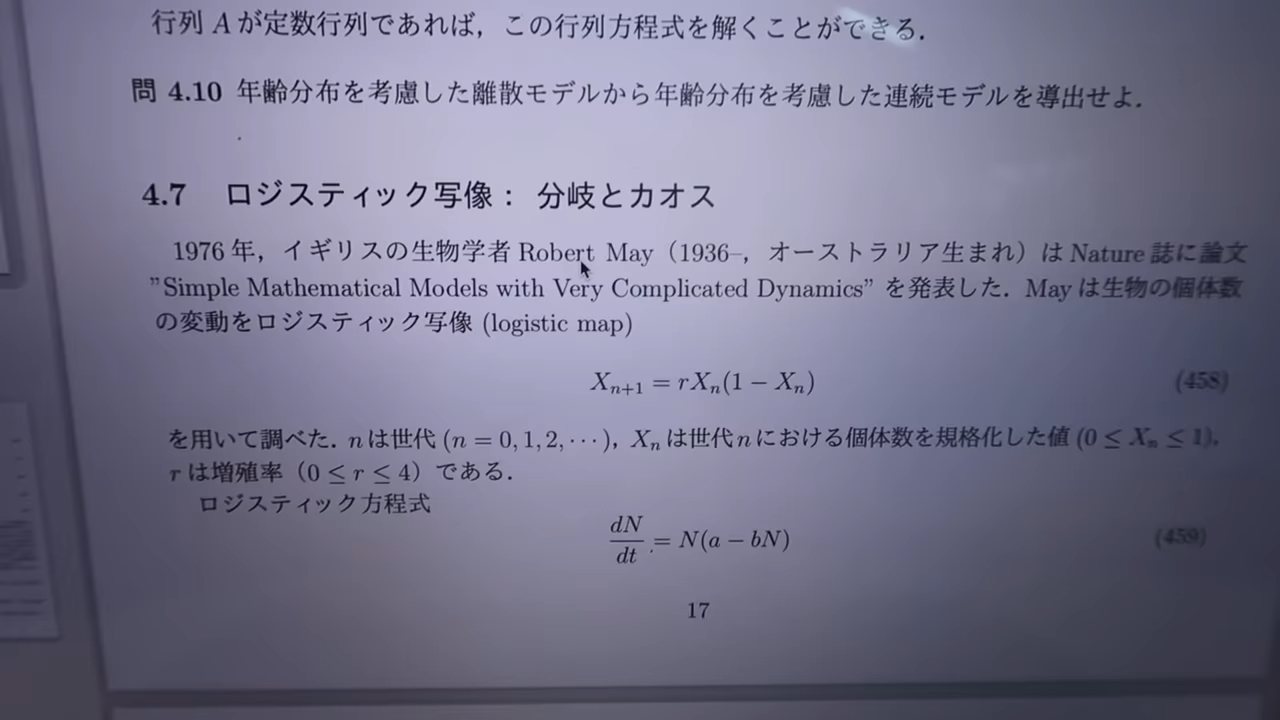 行列 A が定数行列であれば，この行列方程式を解くことができる．
問 4.10 年齢分布を考慮した離散モデルから年齢分布を考慮した連続モデルを導出せよ．
4.7 ロジスティック写像： 分岐とカオス
1976 年，イギリスの生物学者 Robert May（1936–，オーストラリア生まれ）は Nature 誌に論文
”Simple Mathematical Models with Very Complicated Dynamics” を発表した．May は生物の個体数
の変動をロジスティック写像 (logistic map)
X_{n+1} = rX_n(1 − X_n) (458)
を用いて調べた．n は世代 (n = 0, 1, 2, ⋯)，X_n は世代 n における個体数を規格化した値 (0 ≤ X_n ≤ 1)，
r は増殖率（0 ≤ r ≤ 4）である．
ロジスティック方程式
dN/dt = N(a − bN) (459)
17